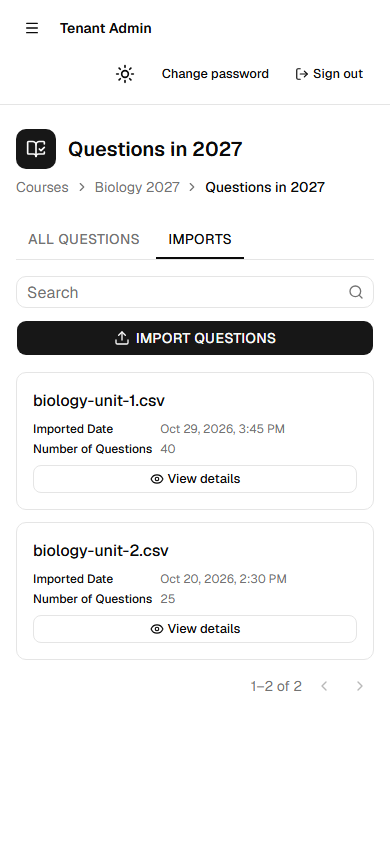 Tenant Admin
Change password Sign out
Questions in 2027
Courses Biology 2027 Questions in 2027
ALL QUESTIONS IMPORTS
Search
IMPORT QUESTIONS
biology-unit-1.csv
Imported Date Oct 29, 2026, 3:45 PM
Number of Questions 40
View details
biology-unit-2.csv
Imported Date Oct 20, 2026, 2:30 PM
Number of Questions 25
View details
1–2 of 2